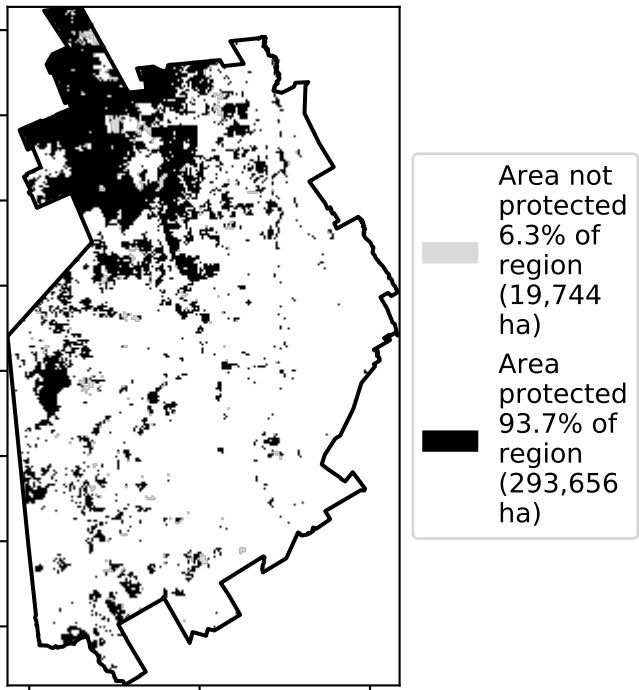 Area not
protected
6.3% of
region
(19,744
ha)
Area
protected
93.7% of
region
(293,656
ha)